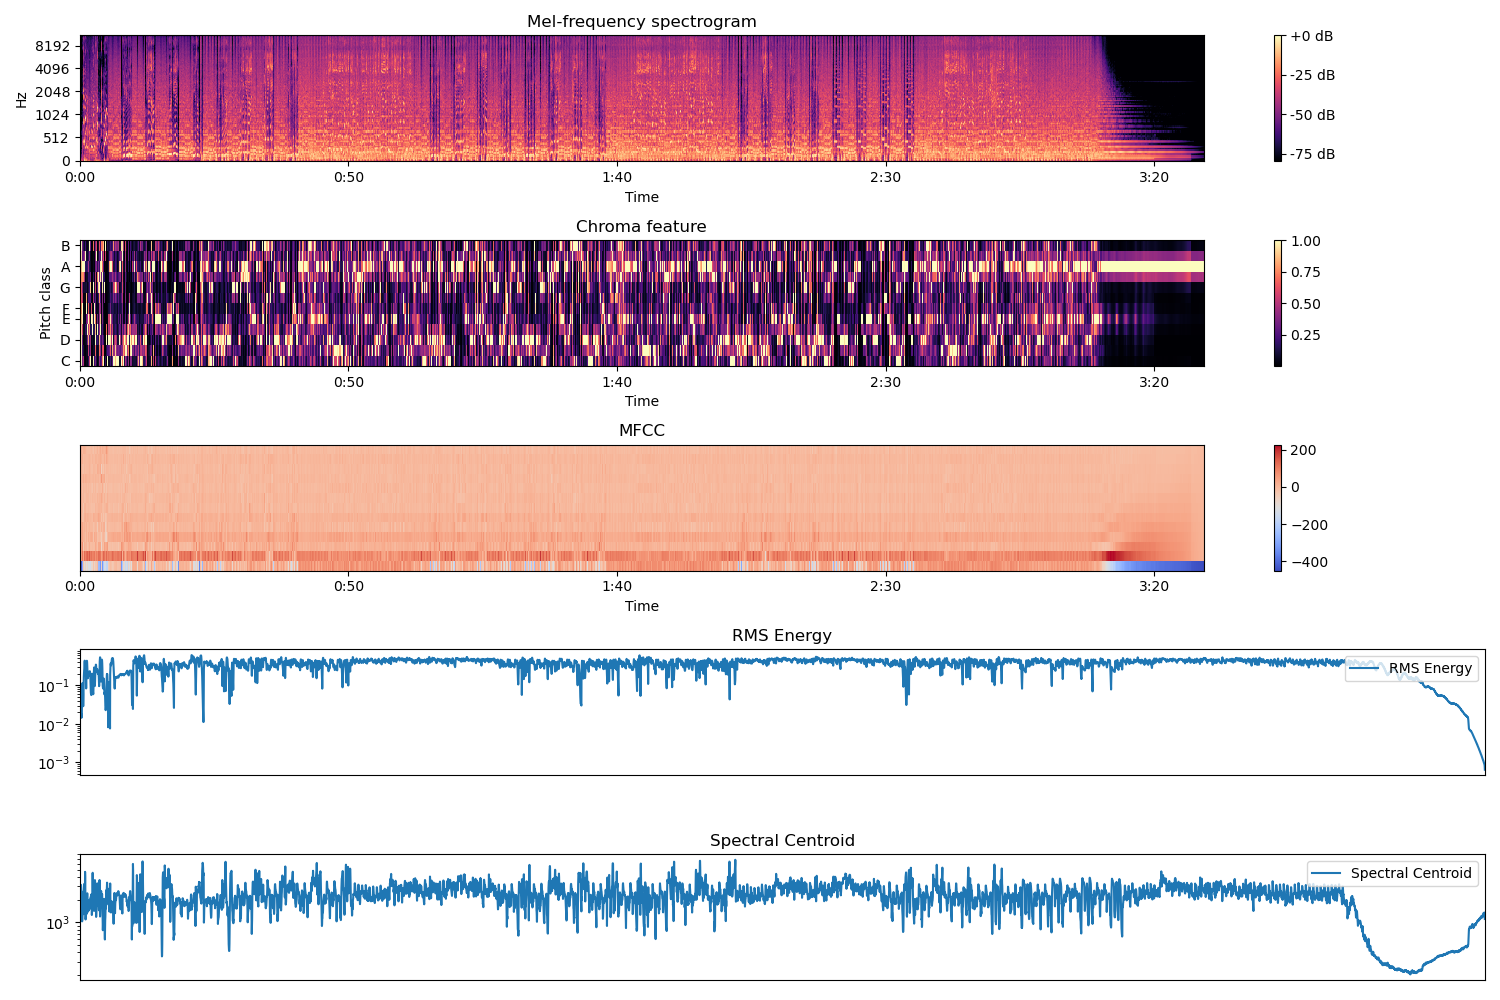 Mel-frequency spectrogram
8192
4096
2048
1024
512
0
Hz
0:00 0:50 1:40 2:30 3:20
Time
+0 dB
-25 dB
-50 dB
-75 dB
Chroma feature
B
A
G
F
E
D
C
Pitch class
0:00 0:50 1:40 2:30 3:20
Time
1.00
0.75
0.50
0.25
MFCC
0:00 0:50 1:40 2:30 3:20
Time
200
0
−200
−400
RMS Energy
10⁻¹
10⁻²
10⁻³
RMS Energy
Spectral Centroid
10³
Spectral Centroid